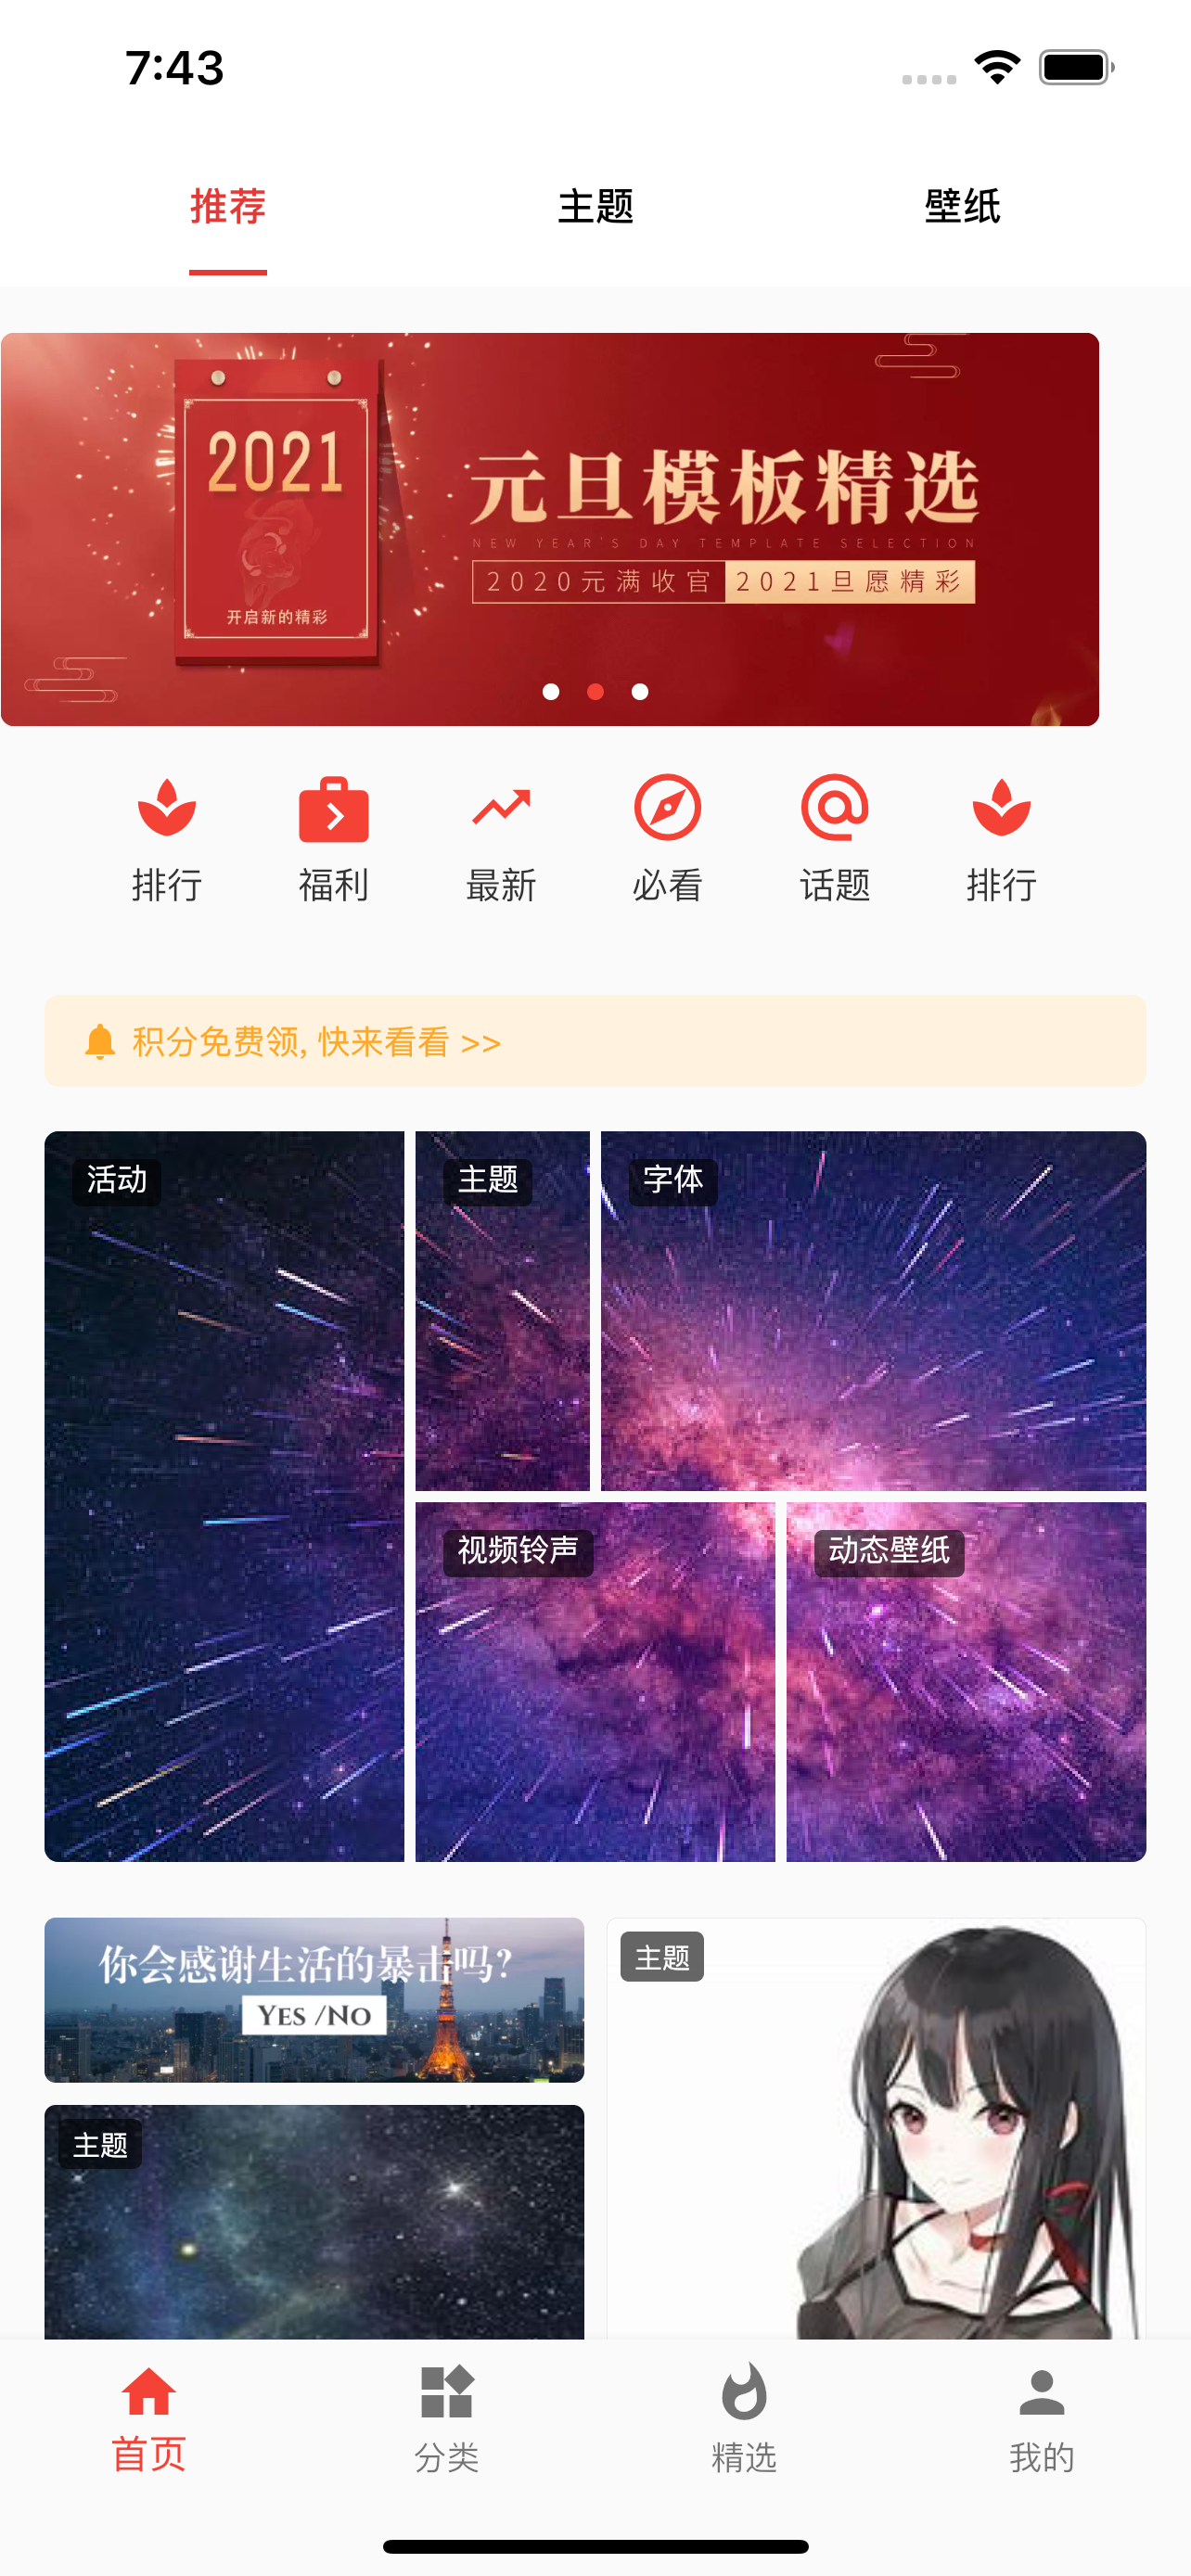 7:43
推荐 主题 壁纸
2021
开启新的精彩
元旦模板精选
NEW YEAR'S DAY TEMPLATE SELECTION
2020元满收官 2021旦愿精彩
排行 福利 最新 必看 话题 排行
积分免费领, 快来看看 >>
活动 主题 字体
视频铃声 动态壁纸
你会感谢生活的暴击吗?
YES /NO
主题
主题
首页 分类 精选 我的